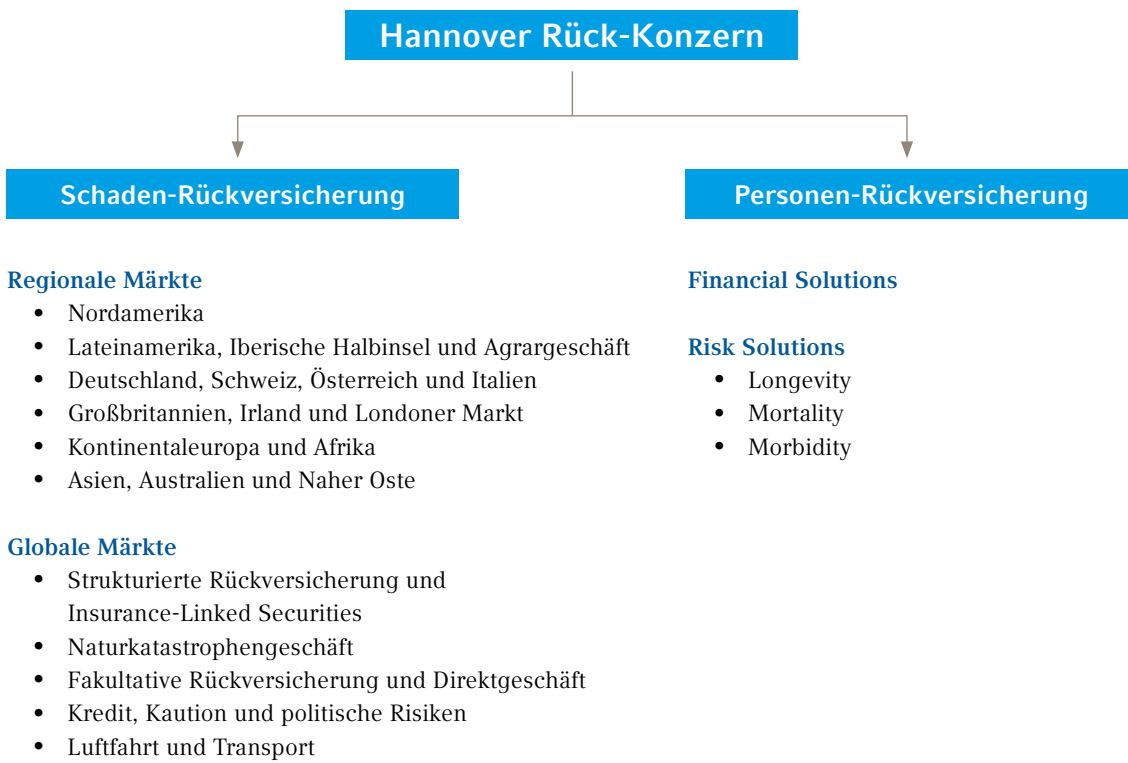 Hannover Rück-Konzern
Schaden-Rückversicherung
Regionale Märkte
• Nordamerika
• Lateinamerika, Iberische Halbinsel und Agrargeschäft
• Deutschland, Schweiz, Österreich und Italien
• Großbritannien, Irland und Londoner Markt
• Kontinentaleuropa und Afrika
• Asien, Australien und Naher Oste
Globale Märkte
• Strukturierte Rückversicherung und
Insurance-Linked Securities
• Naturkatastrophengeschäft
• Fakultative Rückversicherung und Direktgeschäft
• Kredit, Kaution und politische Risiken
• Luftfahrt und Transport
Personen-Rückversicherung
Financial Solutions
Risk Solutions
• Longevity
• Mortality
• Morbidity